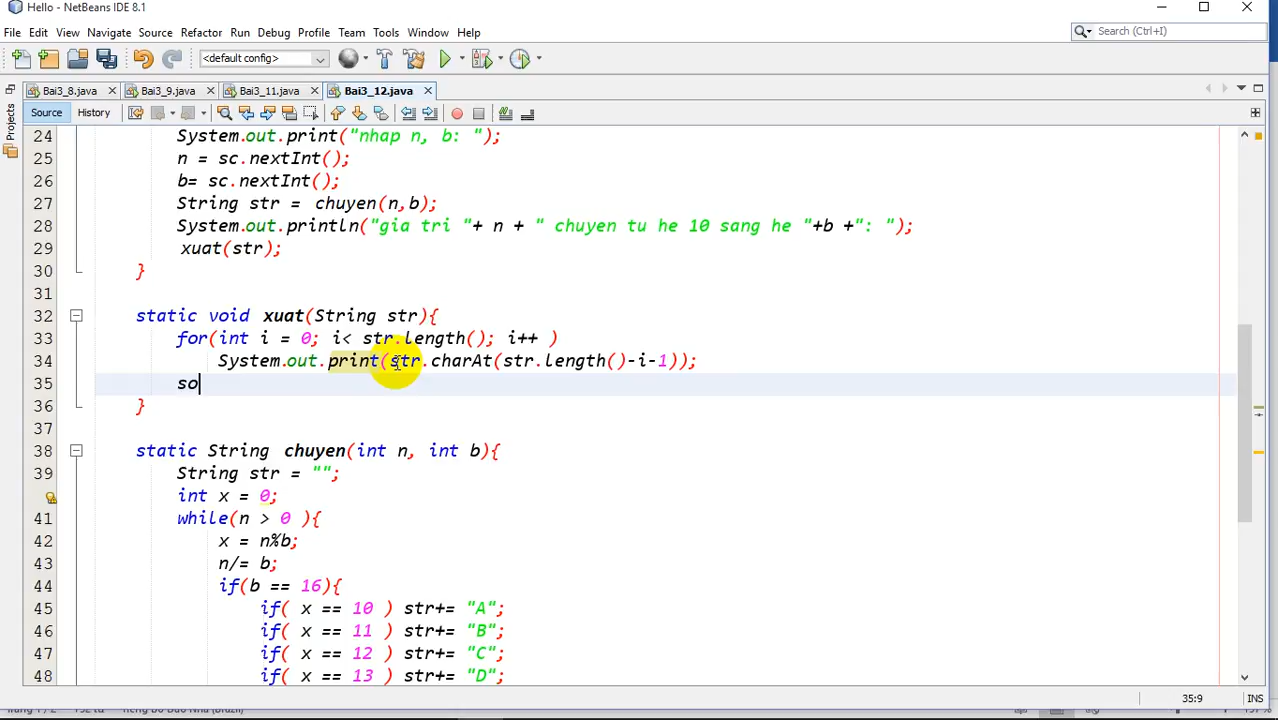 Hello - NetBeans IDE 8.1
File Edit View Navigate Source Refactor Run Debug Profile Team Tools Window Help
Search (Ctrl+I)
<default config>
Bai3_8.java Bai3_9.java Bai3_11.java Bai3_12.java
Source History
Projects
24 System.out.print("nhap n, b: ");
25 n = sc.nextInt();
26 b= sc.nextInt();
27 String str = chuyen(n,b);
28 System.out.println("gia tri "+ n + " chuyen tu he 10 sang he "+b +": ");
29 xuat(str);
30 }
31
32 static void xuat(String str){
33 for(int i = 0; i< str.length(); i++ )
34 System.out.print(str.charAt(str.length()-i-1));
35 so
36 }
37
38 static String chuyen(int n, int b){
39 String str = "";
int x = 0;
41 while(n > 0 ){
42 x = n%b;
43 n/= b;
44 if(b == 16){
45 if( x == 10 ) str+= "A";
46 if( x == 11 ) str+= "B";
47 if( x == 12 ) str+= "C";
48 if( x == 13 ) str+= "D";
35:9 INS